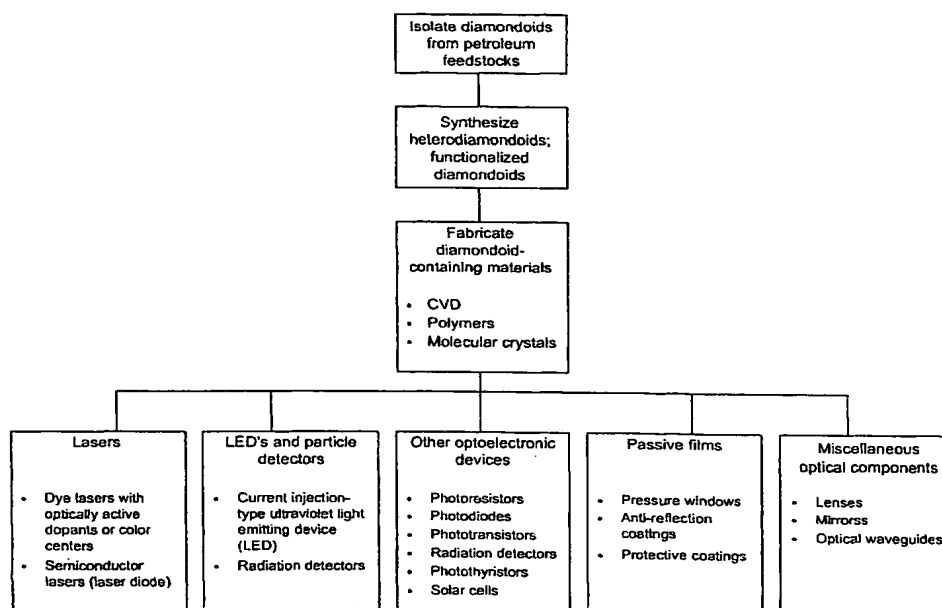 Isolate diamondoids
from petroleum
feedstocks
Synthesize
heterodiamondoids;
functionalized
diamondoids
Fabricate
diamondoid-
containing materials
• CVD
• Polymers
• Molecular crystals
Lasers
• Dye lasers with
optically active
dopants or color
centers
• Semiconductor
lasers (laser diode)
LED's and particle
detectors
• Current injection-
type ultraviolet light
emitting device
(LED)
• Radiation detectors
Other optoelectronic
devices
• Photoresistors
• Photodiodes
• Phototransistors
• Radiation detectors
• Photothyristors
• Solar cells
Passive films
• Pressure windows
• Anti-reflection
coatings
• Protective coatings
Miscellaneous
optical components
• Lenses
• Mirrorss
• Optical waveguides